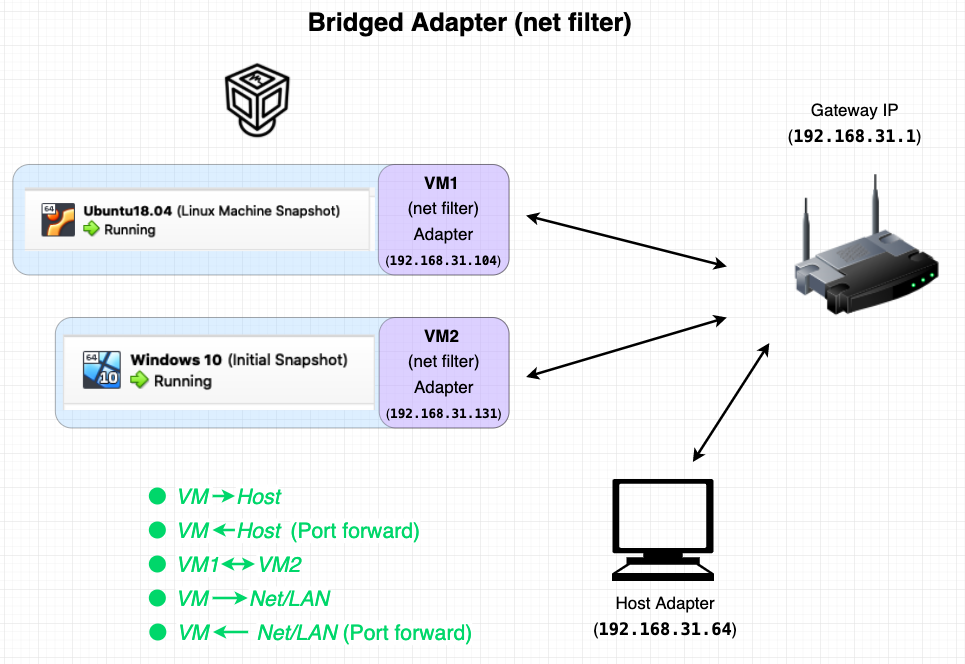 Bridged Adapter (net filter)
Gateway IP
(192.168.31.1)
64
Ubuntu18.04 (Linux Machine Snapshot)
Running
VM1
(net filter)
Adapter
(192.168.31.104)
64
10
Windows 10 (Initial Snapshot)
Running
VM2
(net filter)
Adapter
(192.168.31.131)
VM→Host
VM←Host (Port forward)
VM1↔VM2
VM→Net/LAN
VM← Net/LAN (Port forward)
Host Adapter
(192.168.31.64)